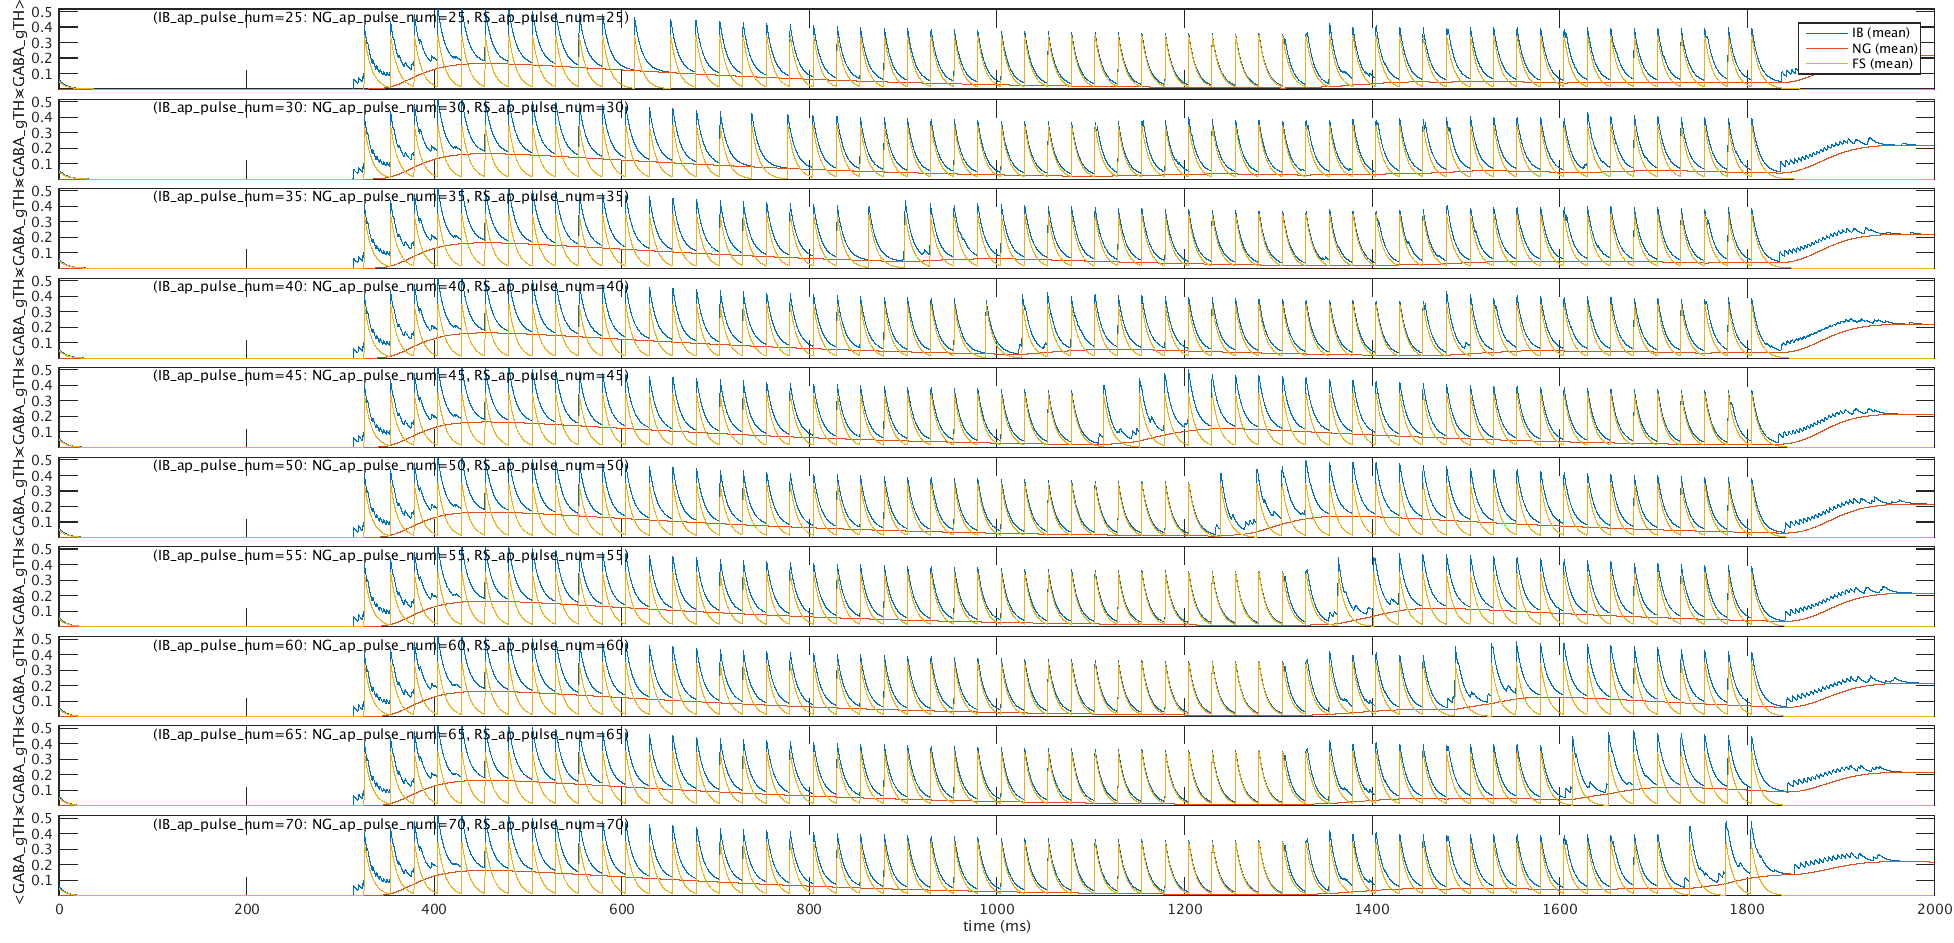 (IB_ap_pulse_num=25: NG_ap_pulse_num=25, RS_ap_pulse_num=25)
0.5
0.4
0.3
0.2
0.1
IB (mean)
NG (mean)
FS (mean)
(IB_ap_pulse_num=30: NG_ap_pulse_num=30, RS_ap_pulse_num=30)
0.5
0.4
0.3
0.2
0.1
(IB_ap_pulse_num=35: NG_ap_pulse_num=35, RS_ap_pulse_num=35)
0.5
0.4
0.3
0.2
0.1
(IB_ap_pulse_num=40: NG_ap_pulse_num=40, RS_ap_pulse_num=40)
0.5
0.4
0.3
0.2
0.1
(IB_ap_pulse_num=45: NG_ap_pulse_num=45, RS_ap_pulse_num=45)
0.5
0.4
0.3
0.2
0.1
(IB_ap_pulse_num=50: NG_ap_pulse_num=50, RS_ap_pulse_num=50)
0.5
0.4
0.3
0.2
0.1
(IB_ap_pulse_num=55: NG_ap_pulse_num=55, RS_ap_pulse_num=55)
0.5
0.4
0.3
0.2
0.1
(IB_ap_pulse_num=60: NG_ap_pulse_num=60, RS_ap_pulse_num=60)
0.5
0.4
0.3
0.2
0.1
(IB_ap_pulse_num=65: NG_ap_pulse_num=65, RS_ap_pulse_num=65)
0.5
0.4
0.3
0.2
0.1
(IB_ap_pulse_num=70: NG_ap_pulse_num=70, RS_ap_pulse_num=70)
0.5
0.4
0.3
0.2
0.1
<GABA_gTH>
<GABA_gTH>
<GABA_gTH>
<GABA_gTH>
<GABA_gTH>
<GABA_gTH>
<GABA_gTH>
<GABA_gTH>
<GABA_gTH>
<GABA_gTH>
0 200 400 600 800 1000 1200 1400 1600 1800 2000
time (ms)